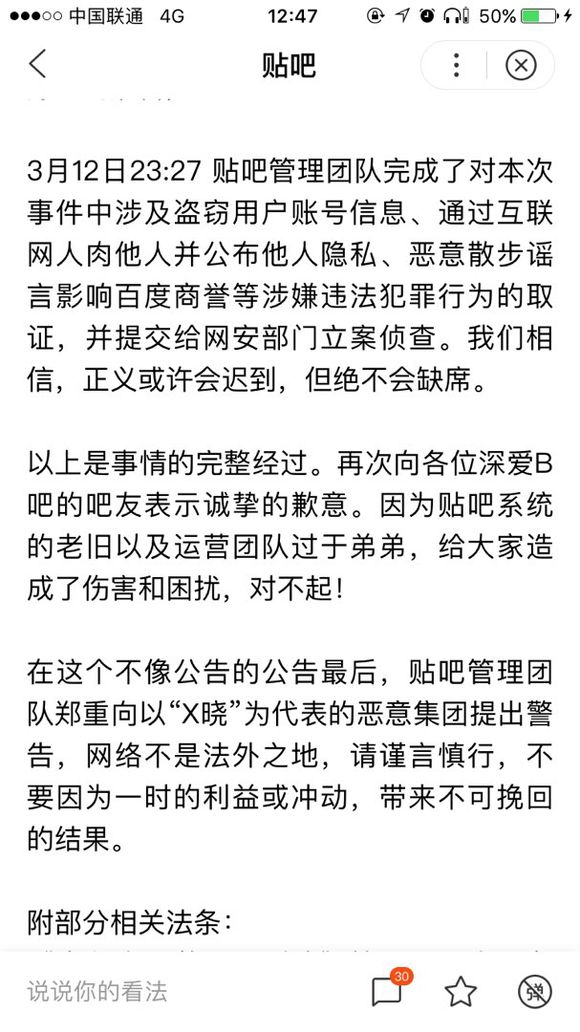 中国联通 4G 12:47 50%
贴吧
3月12日23:27 贴吧管理团队完成了对本次
事件中涉及盗窃用户账号信息、通过互联
网人肉他人并公布他人隐私、恶意散步谣
言影响百度商誉等涉嫌违法犯罪行为的取
证，并提交给网安部门立案侦查。我们相
信，正义或许会迟到，但绝不会缺席。
以上是事情的完整经过。再次向各位深爱B
吧的吧友表示诚挚的歉意。因为贴吧系统
的老旧以及运营团队过于弟弟，给大家造
成了伤害和困扰，对不起！
在这个不像公告的公告最后，贴吧管理团
队郑重向以“X晓”为代表的恶意集团提出警
告，网络不是法外之地，请谨言慎行，不
要因为一时的利益或冲动，带来不可挽回
的结果。
附部分相关法条：
说说你的看法
30
弹